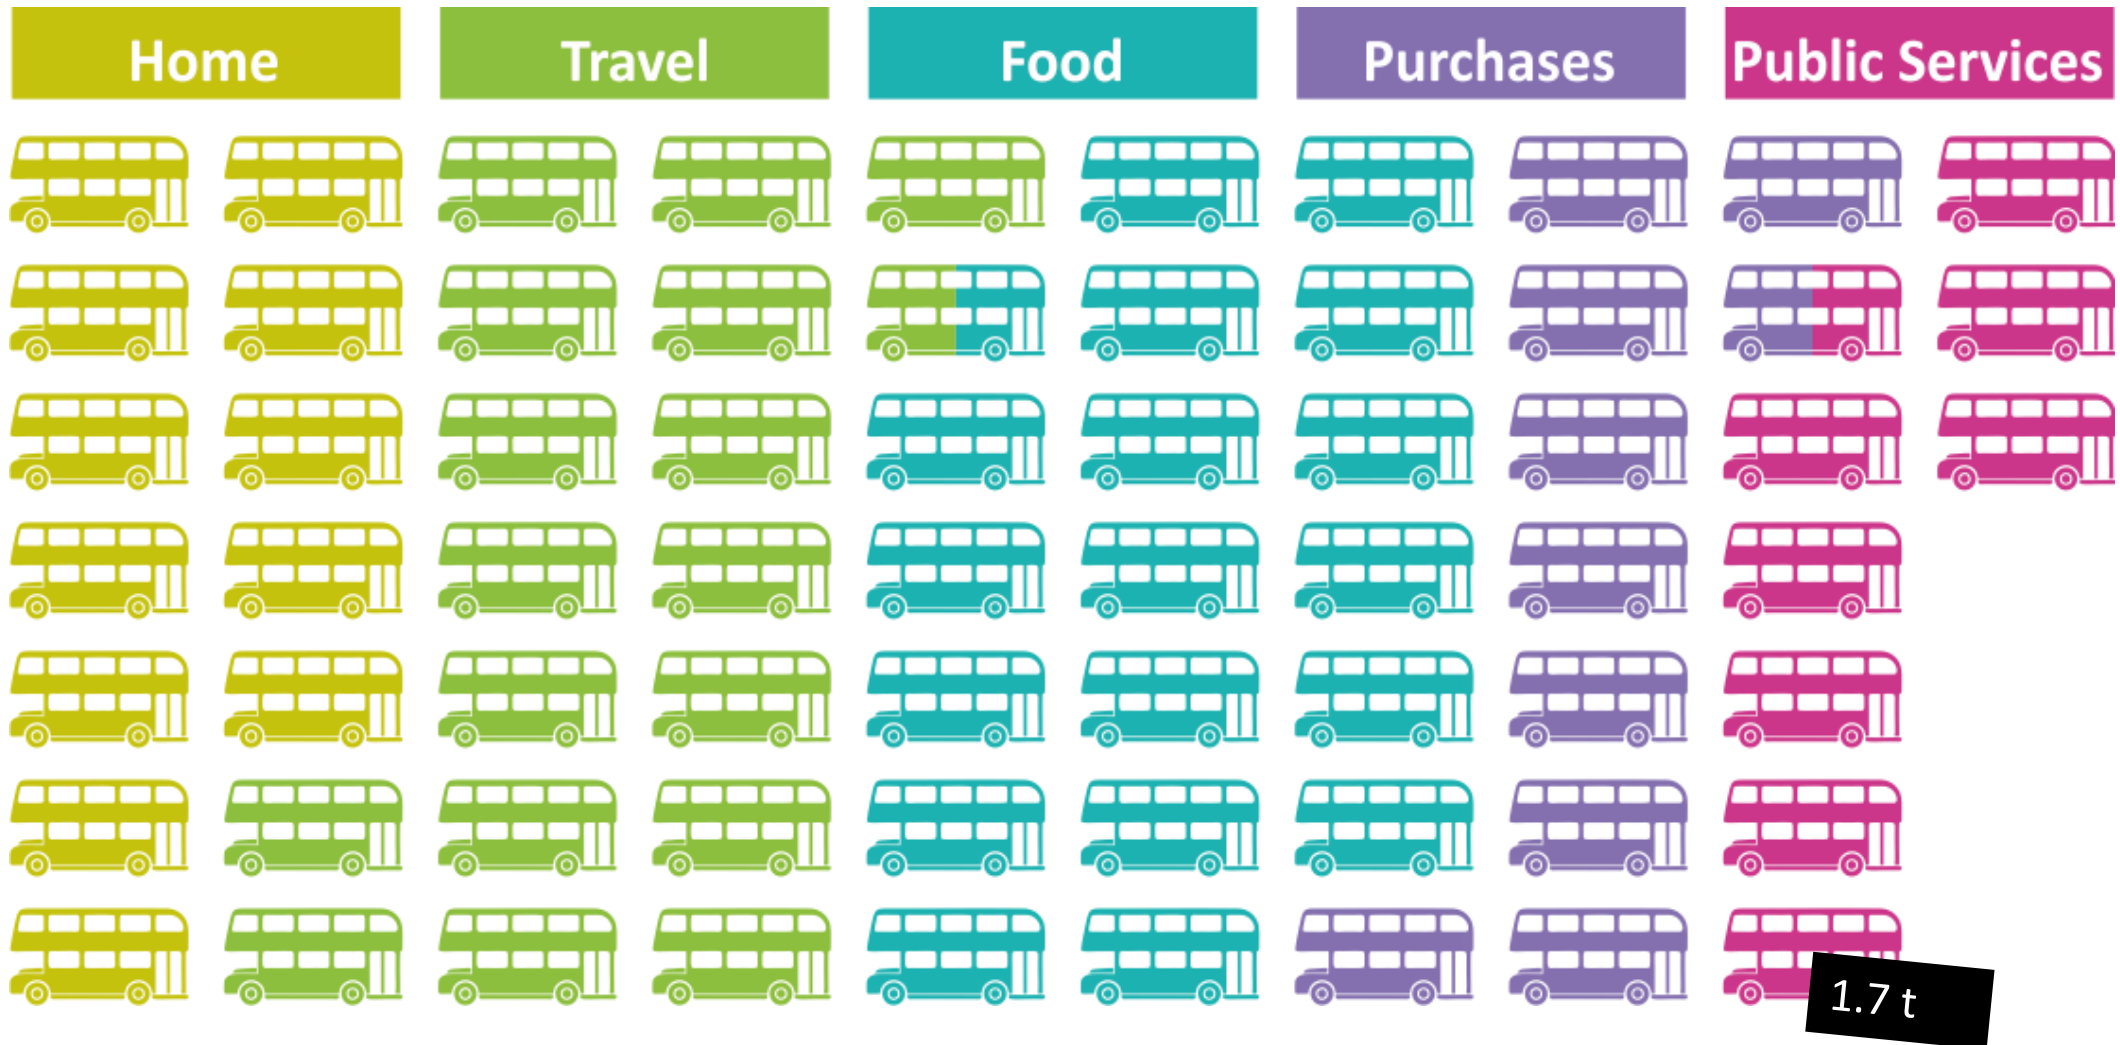 Home
Travel
Food
Purchases
Public Services
1.7 t